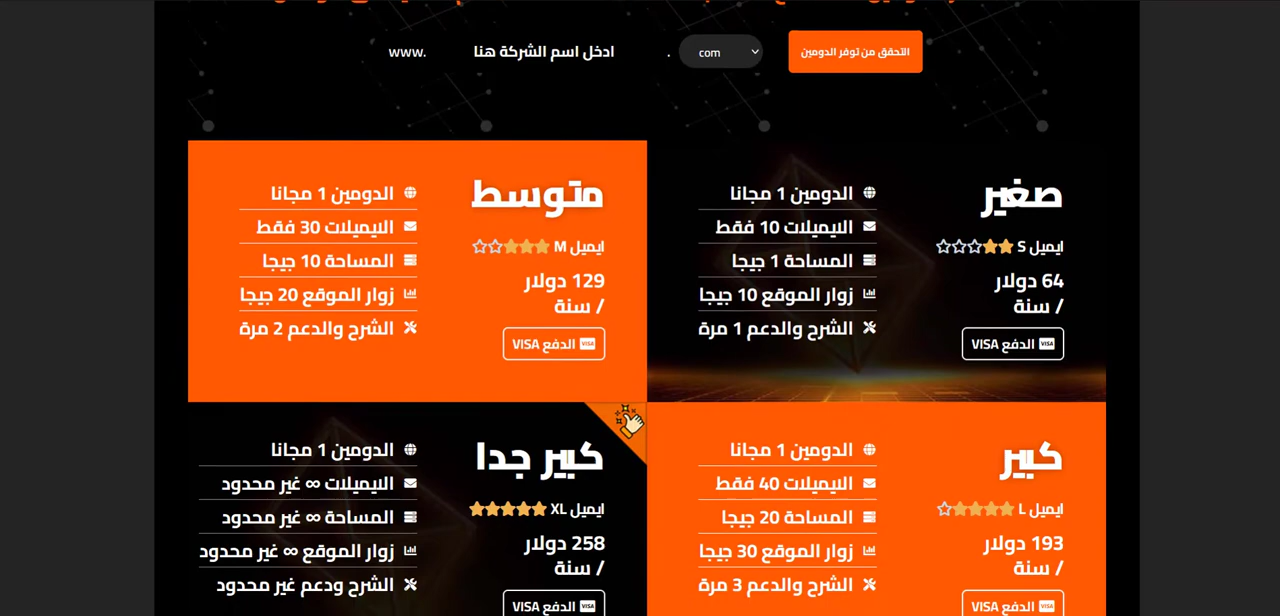 www.
ادخل اسم الشركة هنا
.
com
التحقق من توفر الدومين
صغير
ايميل S
64 دولار
/ سنة
الدفع VISA
الدومين 1 مجانا
الايميلات 10 فقط
المساحة 1 جيجا
زوار الموقع 10 جيجا
الشرح والدعم 1 مرة
متوسط
ايميل M
129 دولار
/ سنة
الدفع VISA
الدومين 1 مجانا
الايميلات 30 فقط
المساحة 10 جيجا
زوار الموقع 20 جيجا
الشرح والدعم 2 مرة
كبير
ايميل L
193 دولار
/ سنة
الدفع VISA
الدومين 1 مجانا
الايميلات 40 فقط
المساحة 20 جيجا
زوار الموقع 30 جيجا
الشرح والدعم 3 مرة
كبير جدا
ايميل XL
258 دولار
/ سنة
الدفع VISA
الدومين 1 مجانا
الايميلات ∞ غير محدود
المساحة ∞ غير محدود
زوار الموقع ∞ غير محدود
الشرح ودعم غير محدود